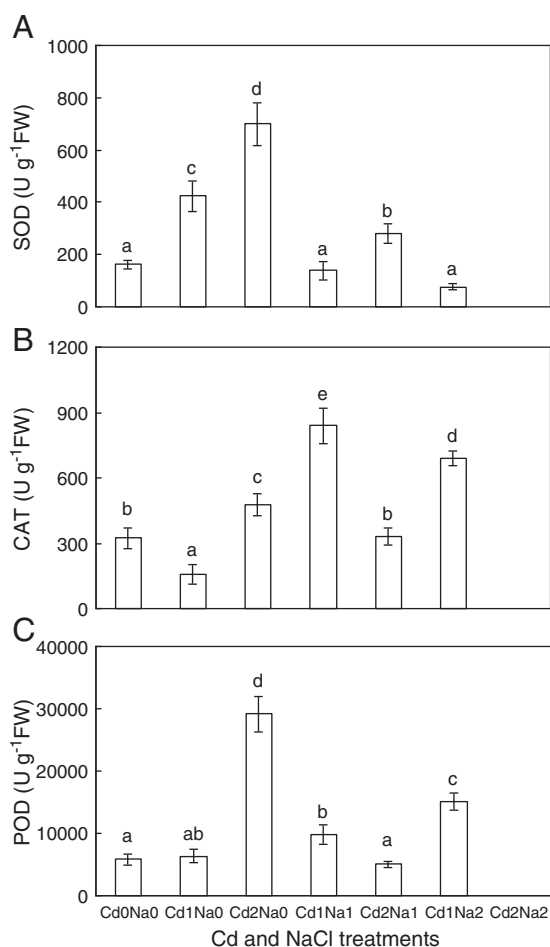 A
SOD (U g-1FW)
1000
800
600
400
200
0
a
c
d
a
b
a
B
CAT (U g-1FW)
1200
900
600
300
0
b
a
c
e
b
d
C
POD (U g-1FW)
40000
30000
20000
10000
0
a
ab
d
b
a
c
Cd0Na0 Cd1Na0 Cd2Na0 Cd1Na1 Cd2Na1 Cd1Na2 Cd2Na2
Cd and NaCl treatments